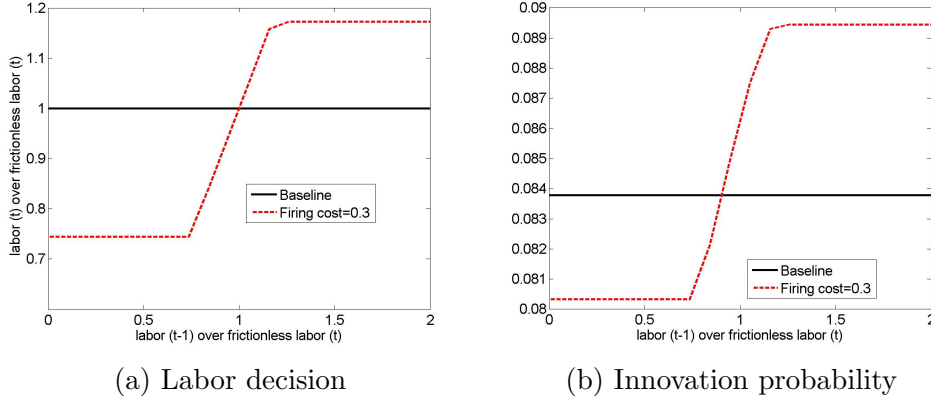 1.2
1.1
1
0.9
0.8
0.7
labor (t) over frictionless labor (t)
Baseline
Firing cost=0.3
0 0.5 1 1.5 2
labor (t-1) over frictionless labor (t)
(a) Labor decision
0.09
0.089
0.088
0.087
0.086
0.085
0.084
0.083
0.082
0.081
0.08
Baseline
Firing cost=0.3
0 0.5 1 1.5 2
labor (t-1) over frictionless labor (t)
(b) Innovation probability